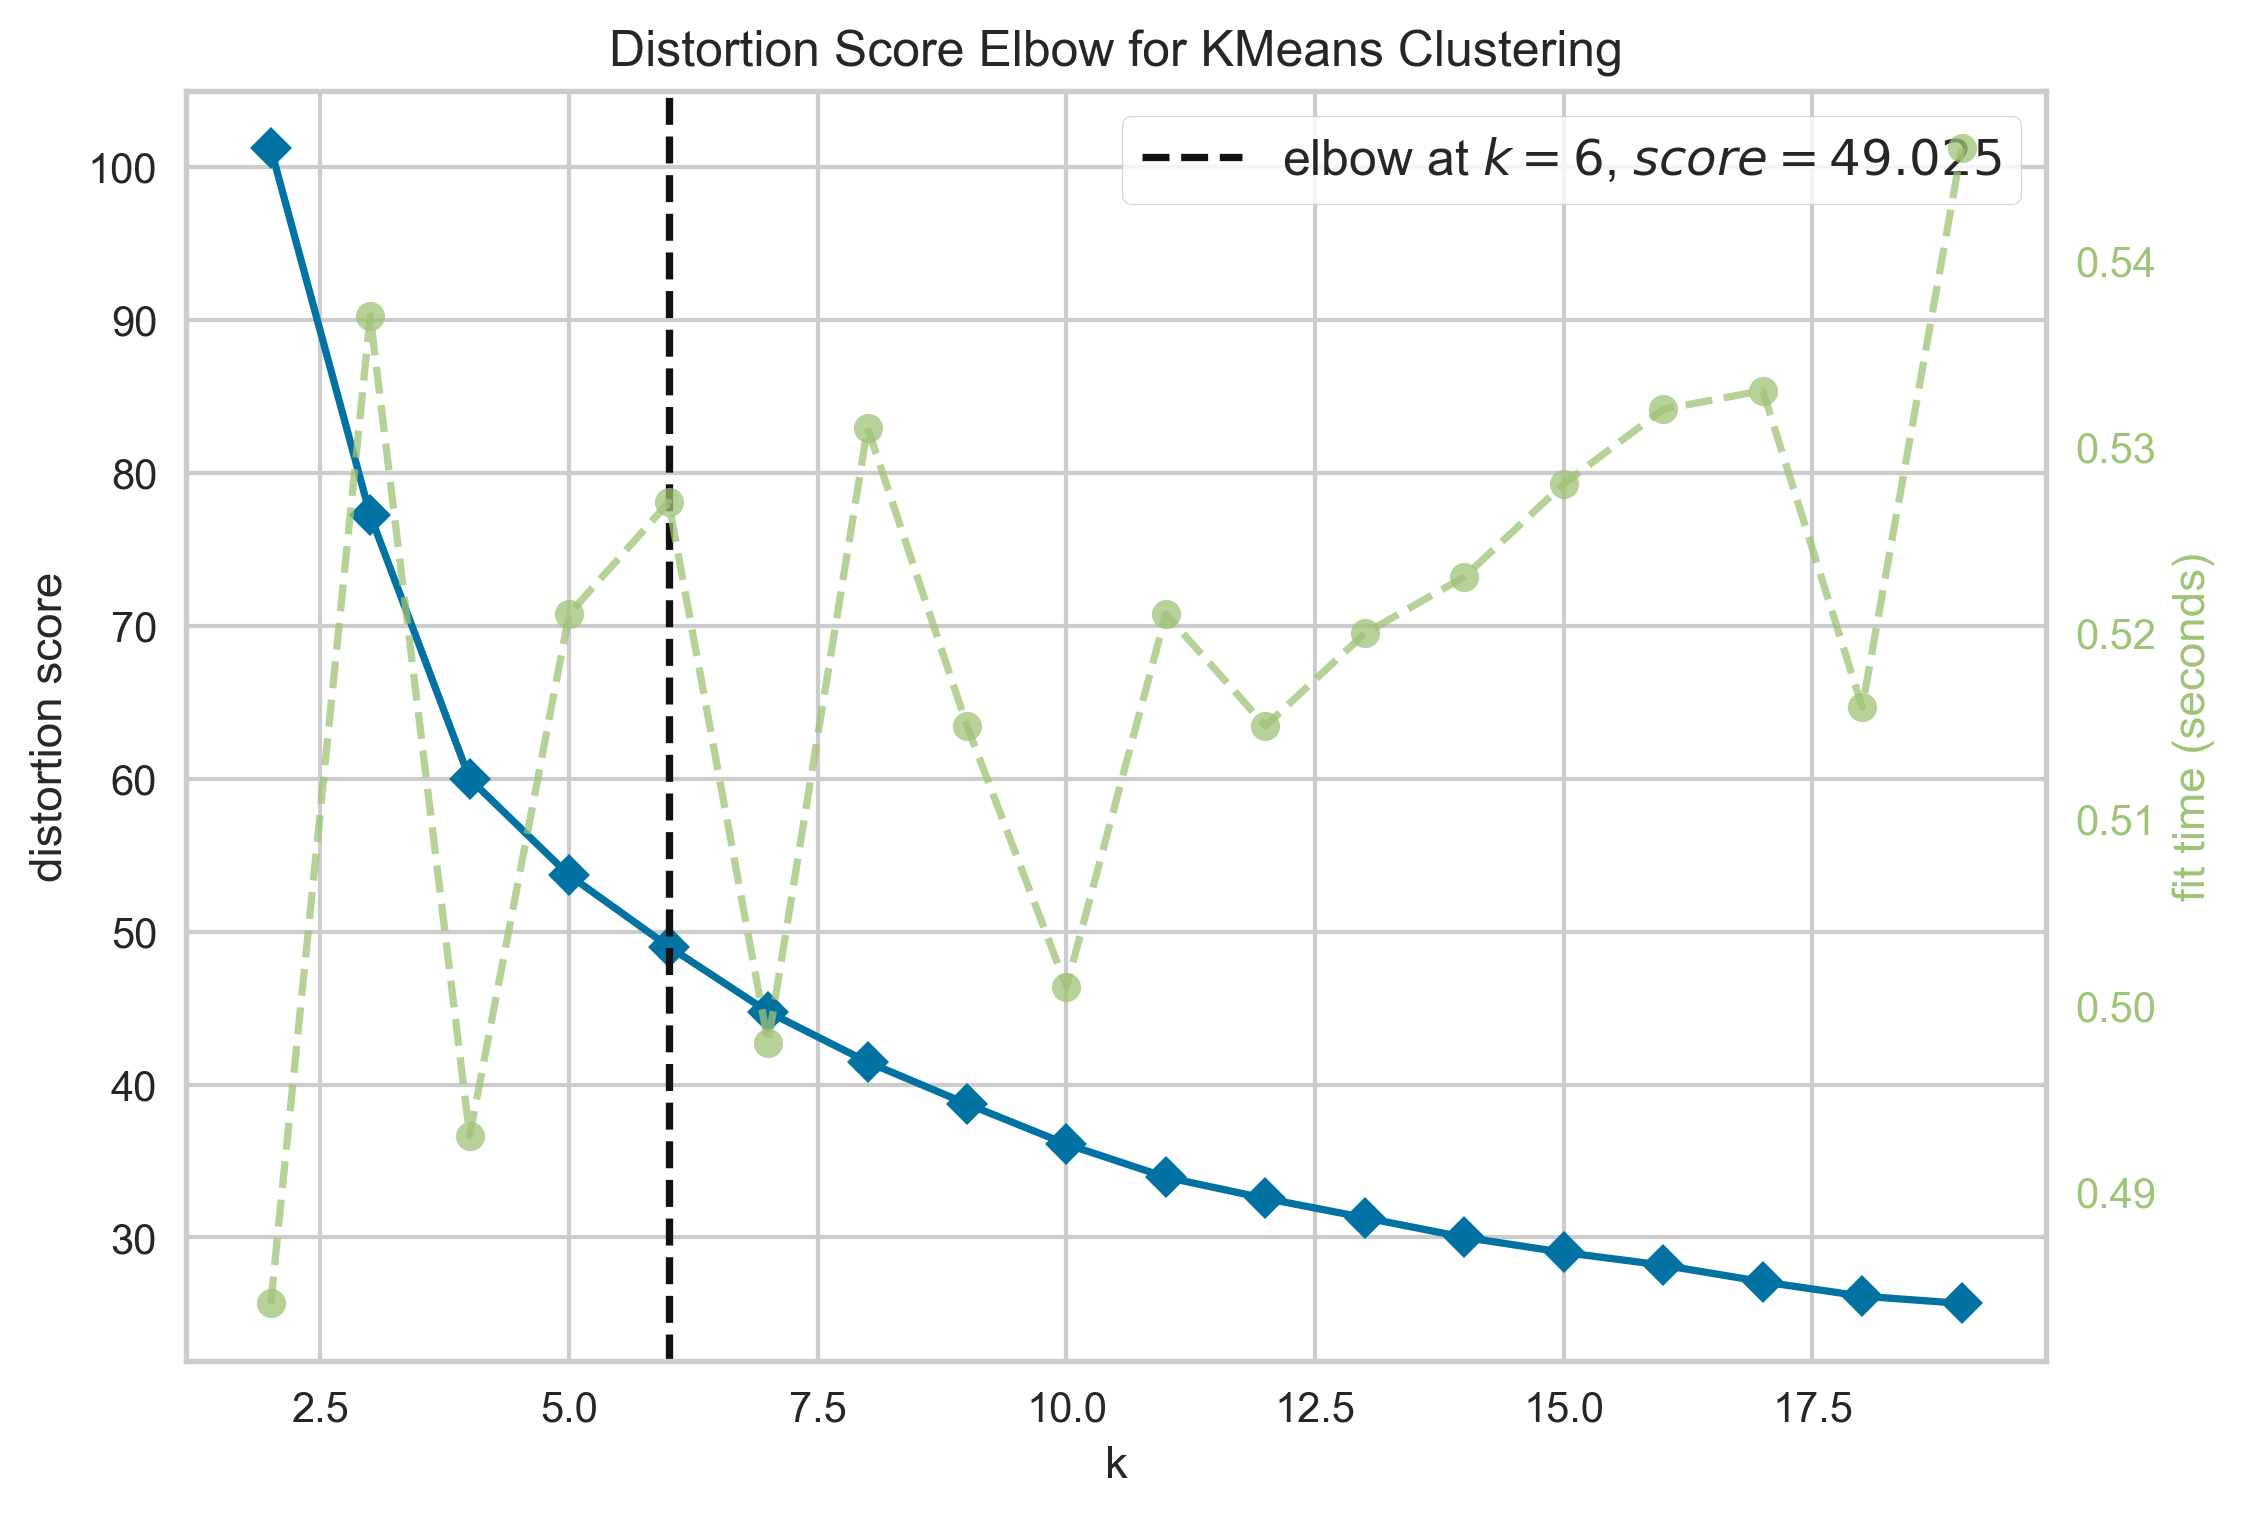 Distortion Score Elbow for KMeans Clustering
elbow at k = 6, score = 49.025
100
90
80
70
60
50
40
30
distortion score
0.54
0.53
0.52
0.51
0.50
0.49
fit time (seconds)
2.5 5.0 7.5 10.0 12.5 15.0 17.5
k